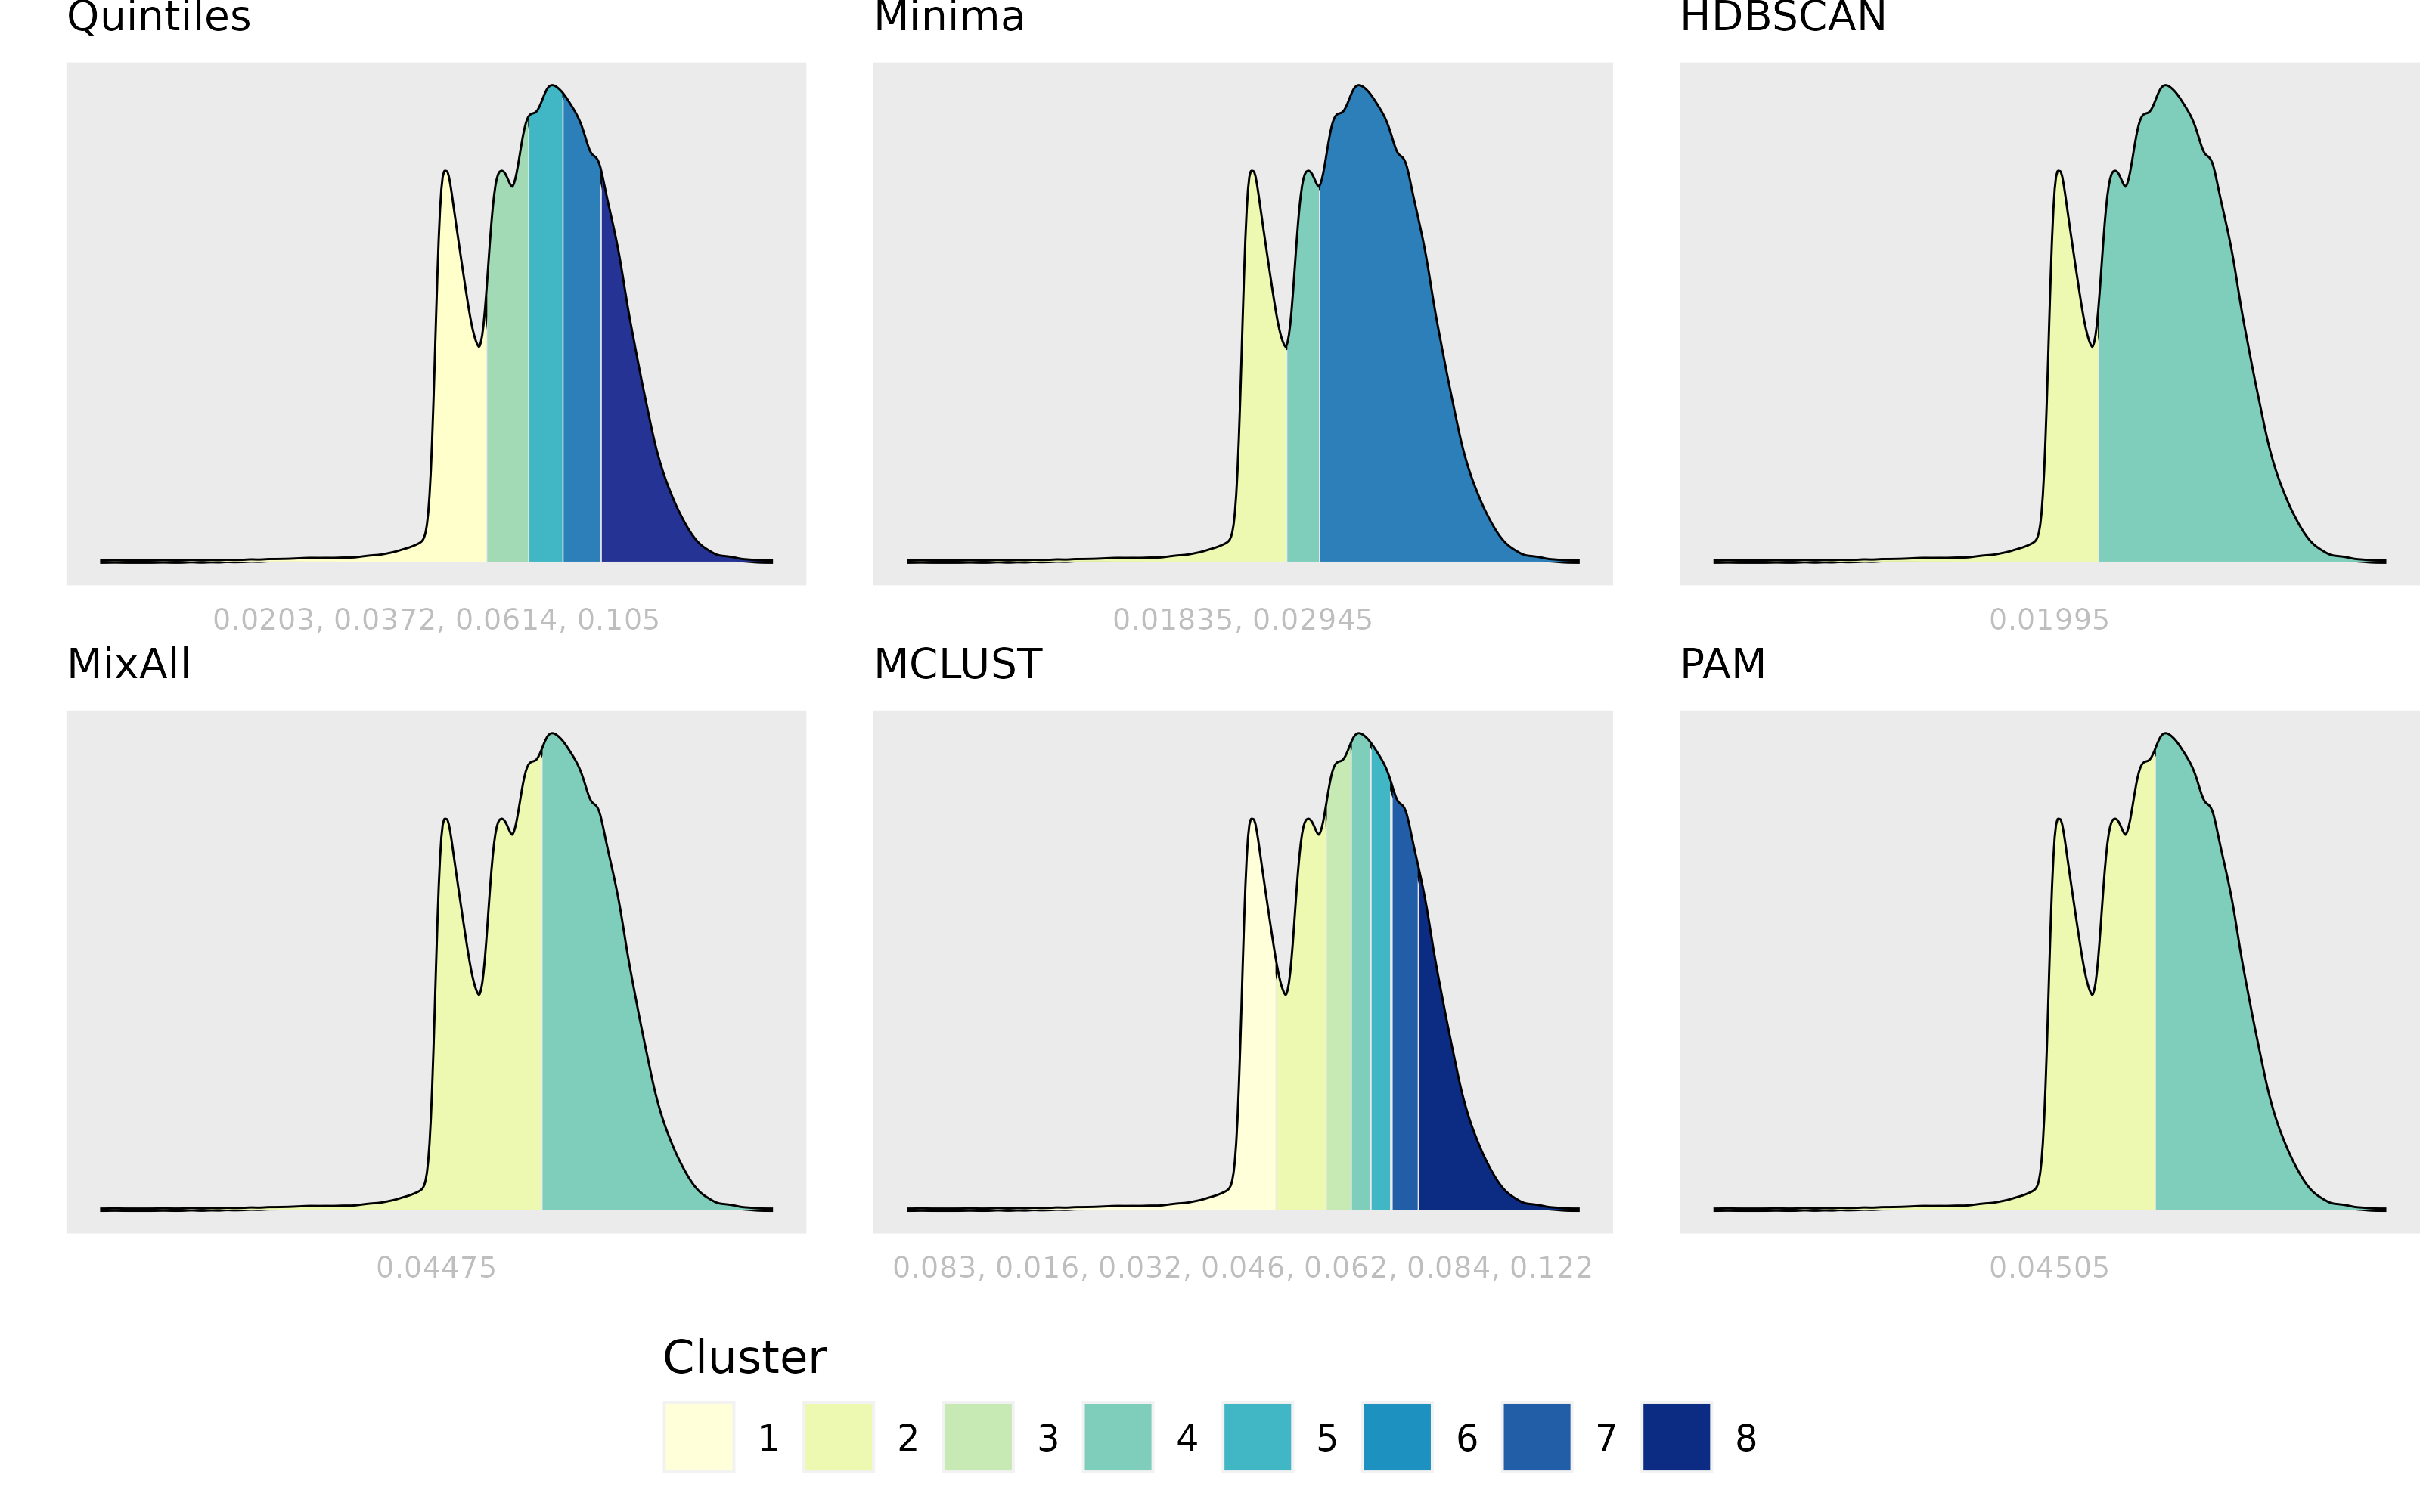 Quintiles
Minima
HDBSCAN
0.0203, 0.0372, 0.0614, 0.105
0.01835, 0.02945
0.01995
MixAll
MCLUST
PAM
0.04475
0.083, 0.016, 0.032, 0.046, 0.062, 0.084, 0.122
0.04505
Cluster
1 2 3 4 5 6 7 8